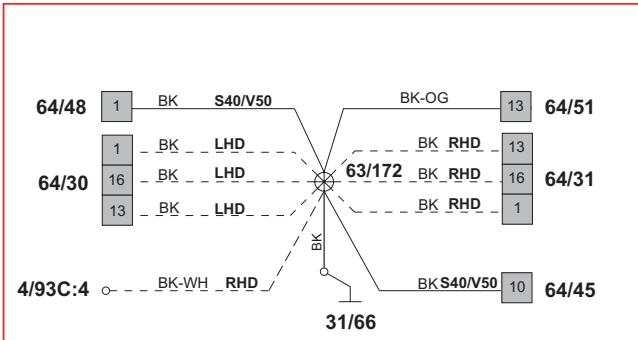 64/48 1 BK S40/V50 BK-OG 13 64/51
1 BK LHD BK RHD 13
64/30 16 BK LHD 63/172 BK RHD 16 64/31
13 BK LHD BK RHD 1
BK
4/93C:4 BK-WH RHD BK S40/V50 10 64/45
31/66